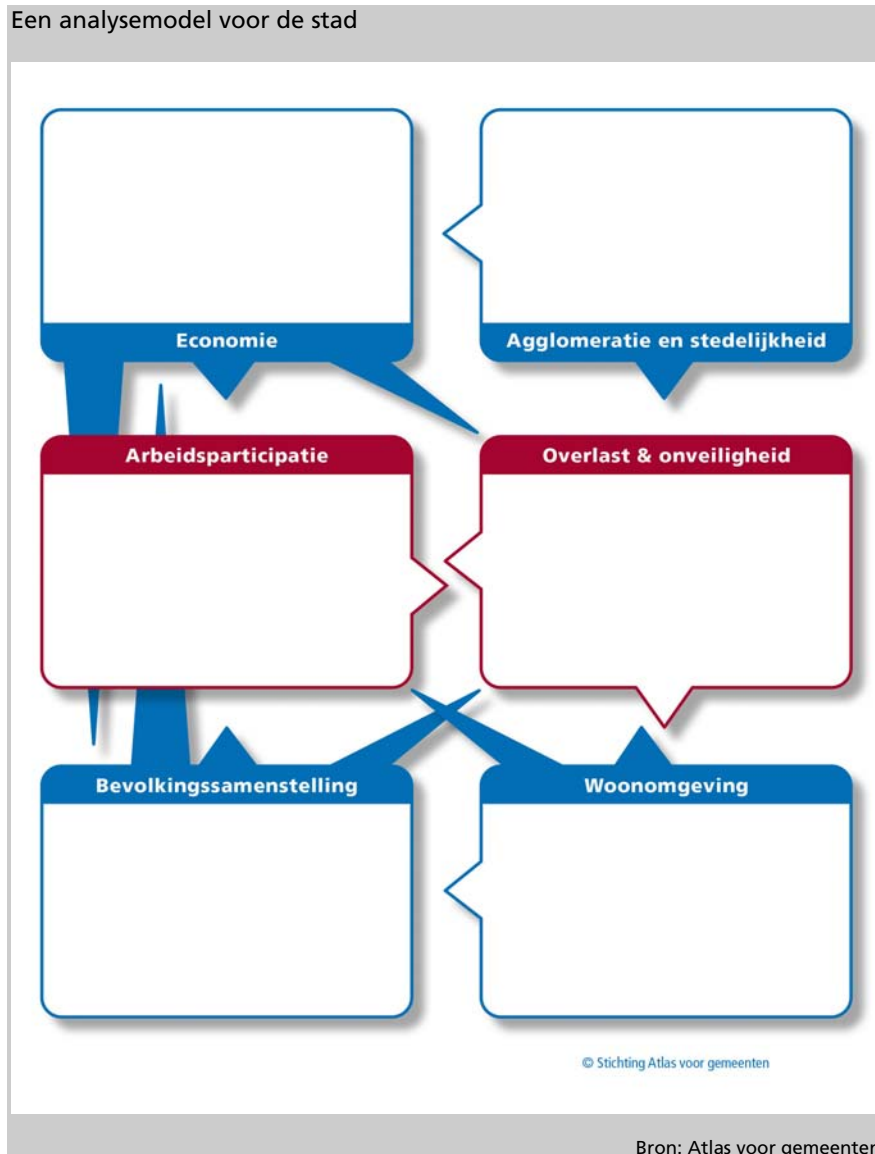 Een analysemodel voor de stad
Economie
Agglomeratie en stedelijkheid
Arbeidsparticipatie
Overlast & onveiligheid
Bevolkingssamenstelling
Woonomgeving
© Stichting Atlas voor gemeenten
Bron: Atlas voor gemeenten